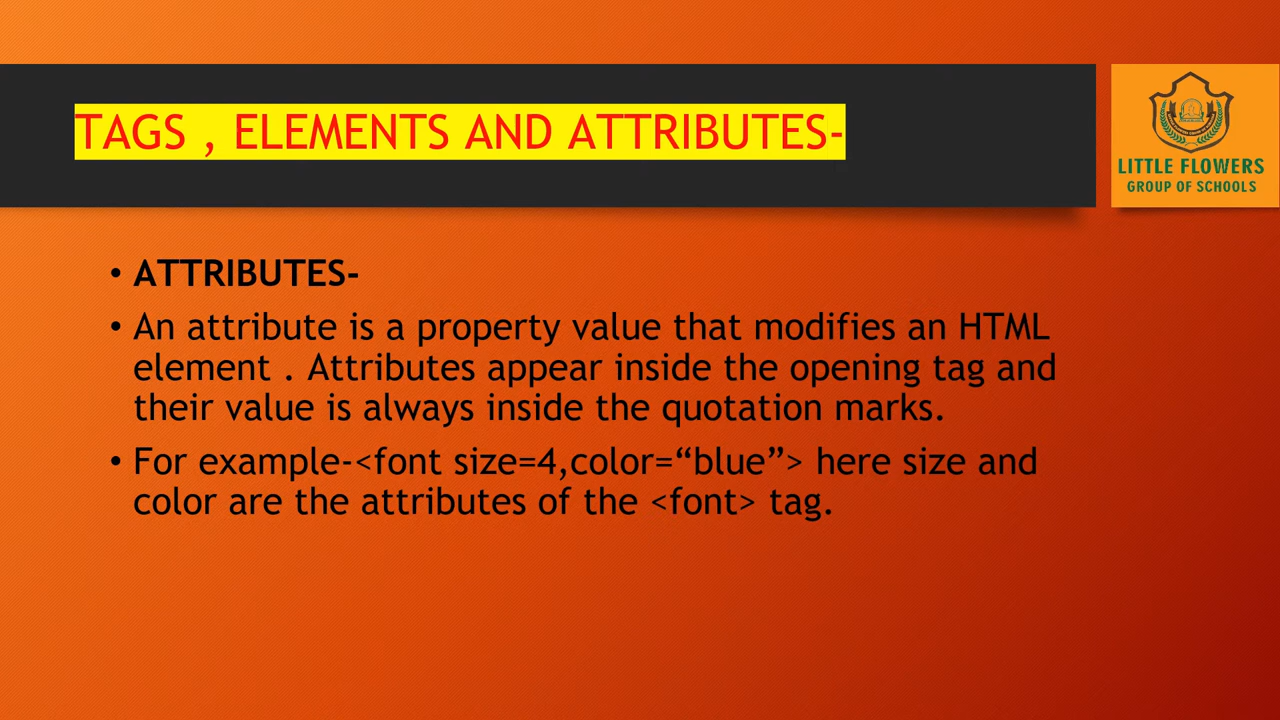 TAGS , ELEMENTS AND ATTRIBUTES-
LITTLE FLOWERS
GROUP OF SCHOOLS
• ATTRIBUTES-
• An attribute is a property value that modifies an HTML
element . Attributes appear inside the opening tag and
their value is always inside the quotation marks.
• For example-<font size=4,color=“blue”> here size and
color are the attributes of the <font> tag.